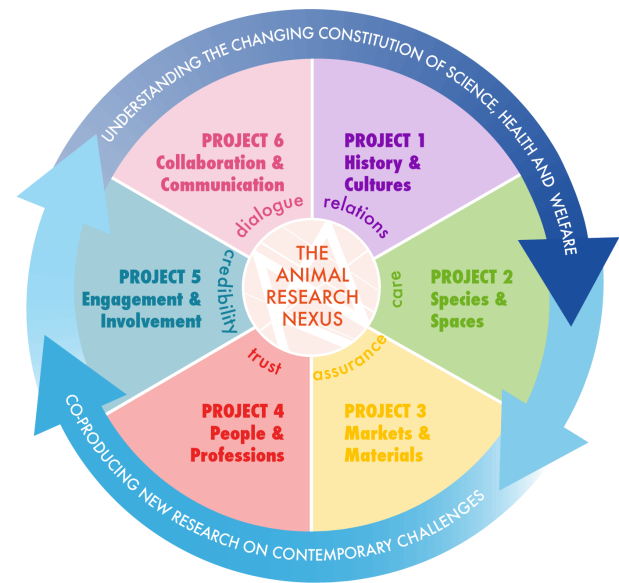 UNDERSTANDING THE CHANGING CONSTITUTION OF SCIENCE, HEALTH AND WELFARE
PROJECT 6
Collaboration &
Communication
dialogue
PROJECT 1
History &
Cultures
relations
PROJECT 5
Engagement &
Involvement
credibility
THE
ANIMAL
RESEARCH
NEXUS
care
PROJECT 2
Species &
Spaces
trust
PROJECT 4
People &
Professions
assurance
PROJECT 3
Markets &
Materials
CO-PRODUCING NEW RESEARCH ON CONTEMPORARY CHALLENGES